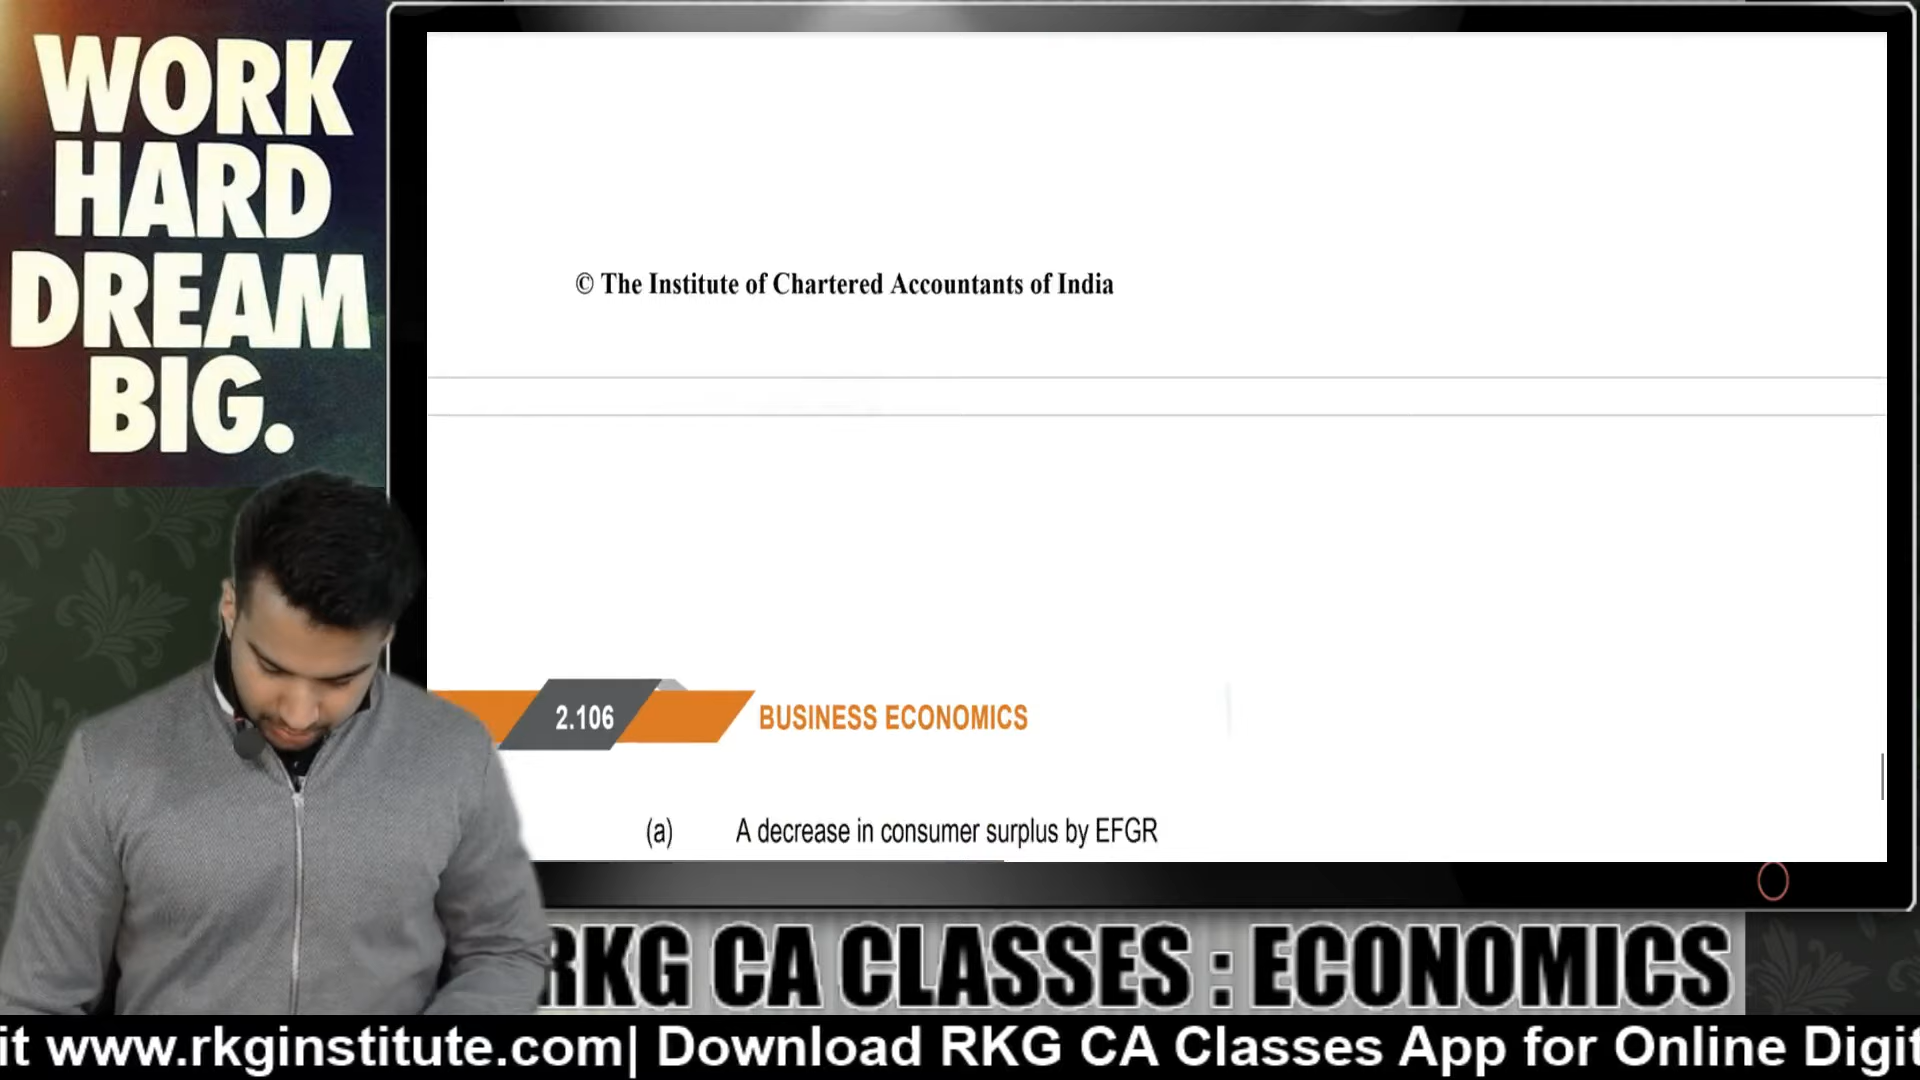 WORK
HARD
DREAM
BIG.
© The Institute of Chartered Accountants of India
2.106 BUSINESS ECONOMICS
(a) A decrease in consumer surplus by EFGR
RKG CA CLASSES : ECONOMICS
it www.rkginstitute.com| Download RKG CA Classes App for Online Digit